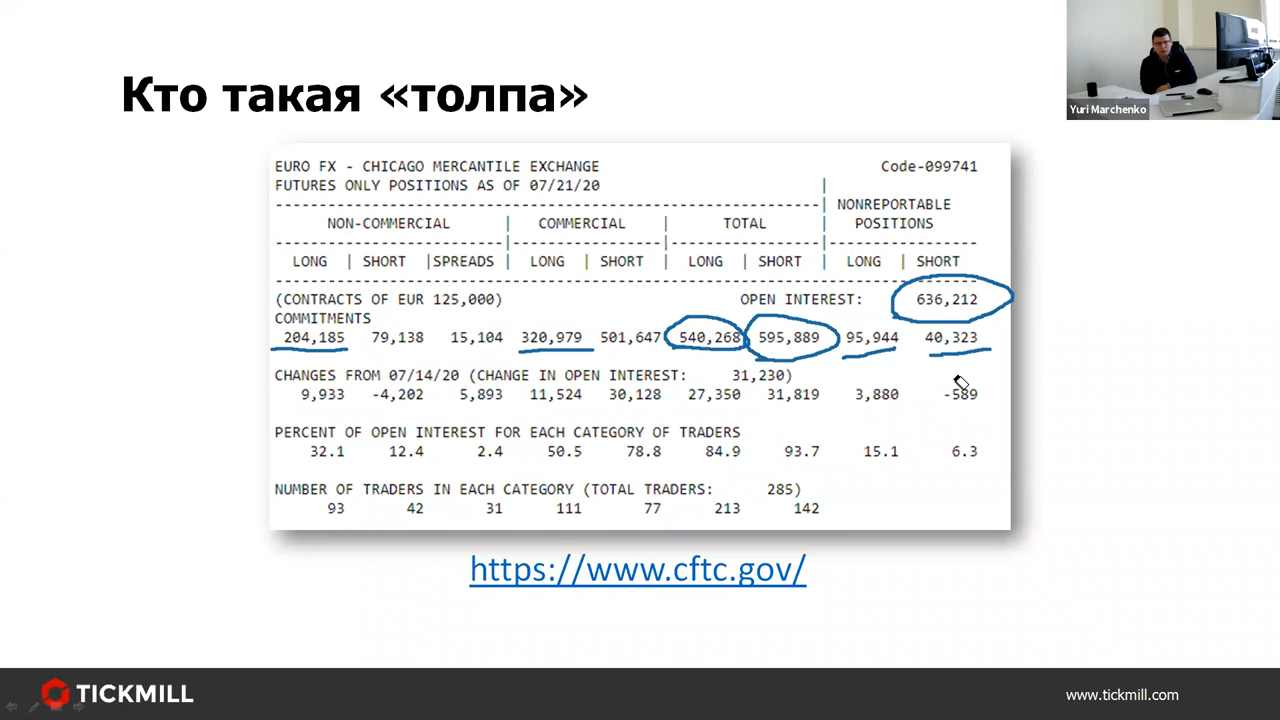 Кто такая «толпа»
Yuri Marchenko
EURO FX - CHICAGO MERCANTILE EXCHANGE Code-099741
FUTURES ONLY POSITIONS AS OF 07/21/20 |
--------------------------------------------------------------| NONREPORTABLE
NON-COMMERCIAL | COMMERCIAL | TOTAL | POSITIONS
--------------------------|-----------------|-----------------|-----------------
LONG | SHORT |SPREADS | LONG | SHORT | LONG | SHORT | LONG | SHORT
--------------------------------------------------------------------------------
(CONTRACTS OF EUR 125,000) OPEN INTEREST: 636,212
COMMITMENTS
204,185 79,138 15,104 320,979 501,647 540,268 595,889 95,944 40,323
CHANGES FROM 07/14/20 (CHANGE IN OPEN INTEREST: 31,230)
9,933 -4,202 5,893 11,524 30,128 27,350 31,819 3,880 -589
PERCENT OF OPEN INTEREST FOR EACH CATEGORY OF TRADERS
32.1 12.4 2.4 50.5 78.8 84.9 93.7 15.1 6.3
NUMBER OF TRADERS IN EACH CATEGORY (TOTAL TRADERS: 285)
93 42 31 111 77 213 142
https://www.cftc.gov/
TICKMILL
www.tickmill.com